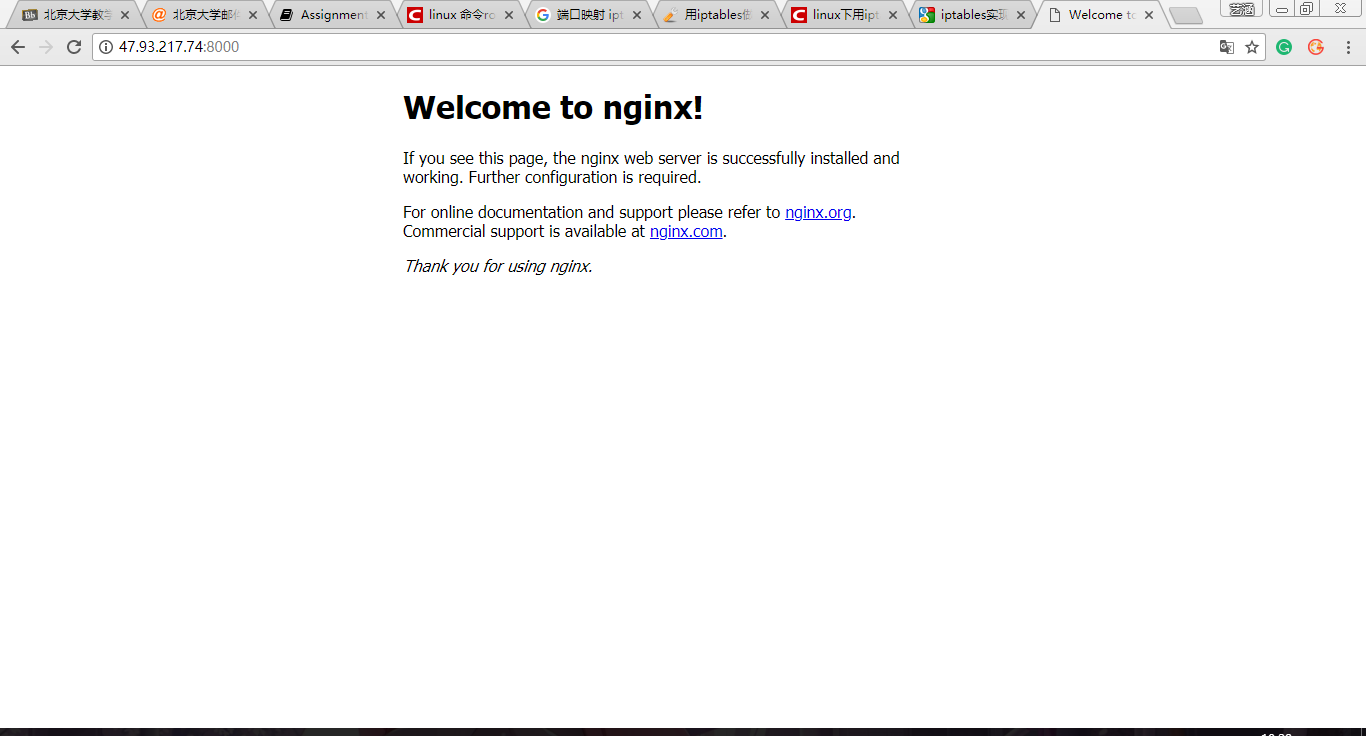 北京大学教学
北京大学邮件
Assignment
linux 命令ro
端口映射 ipt
用iptables做
linux下用ipt
iptables实现
Welcome to
艺涵
47.93.217.74:8000
Welcome to nginx!
If you see this page, the nginx web server is successfully installed and
working. Further configuration is required.
For online documentation and support please refer to nginx.org.
Commercial support is available at nginx.com.
Thank you for using nginx.